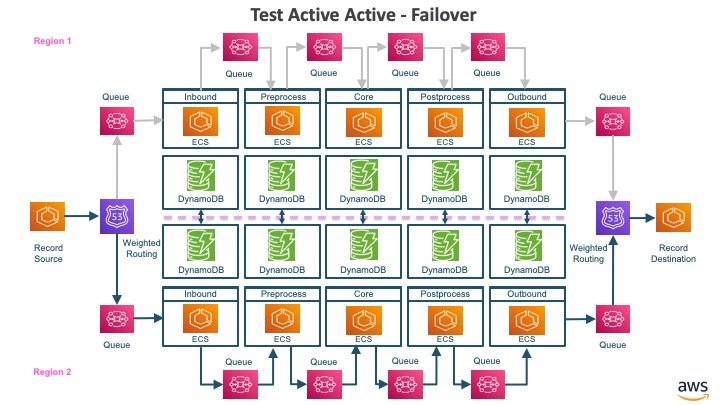 Test Active Active - Failover
Region 1
Queue Queue Queue Queue
Queue Inbound Preprocess Core Postprocess Outbound Queue
ECS ECS ECS ECS ECS
DynamoDB DynamoDB DynamoDB DynamoDB DynamoDB
53 53
Record
Source
Weighted
Routing
Weighted
Routing
Record
Destination
DynamoDB DynamoDB DynamoDB DynamoDB DynamoDB
Inbound Preprocess Core Postprocess Outbound
Queue ECS ECS ECS ECS ECS Queue
Queue Queue Queue Queue
Region 2
aws